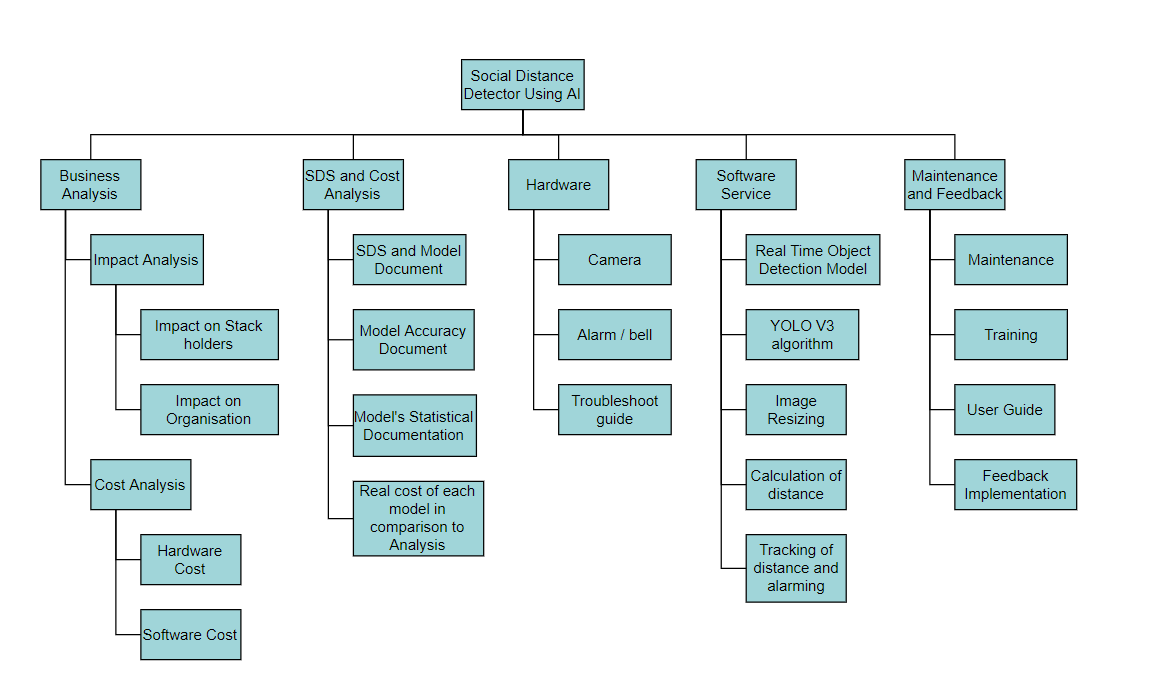 Social Distance
Detector Using AI
Business
Analysis
SDS and Cost
Analysis
Hardware
Software
Service
Maintenance
and Feedback
Impact Analysis
Impact on Stack
holders
Impact on
Organisation
Cost Analysis
Hardware
Cost
Software Cost
SDS and Model
Document
Model Accuracy
Document
Model's Statistical
Documentation
Real cost of each
model in
comparison to
Analysis
Camera
Alarm / bell
Troubleshoot
guide
Real Time Object
Detection Model
YOLO V3
algorithm
Image
Resizing
Calculation of
distance
Tracking of
distance and
alarming
Maintenance
Training
User Guide
Feedback
Implementation